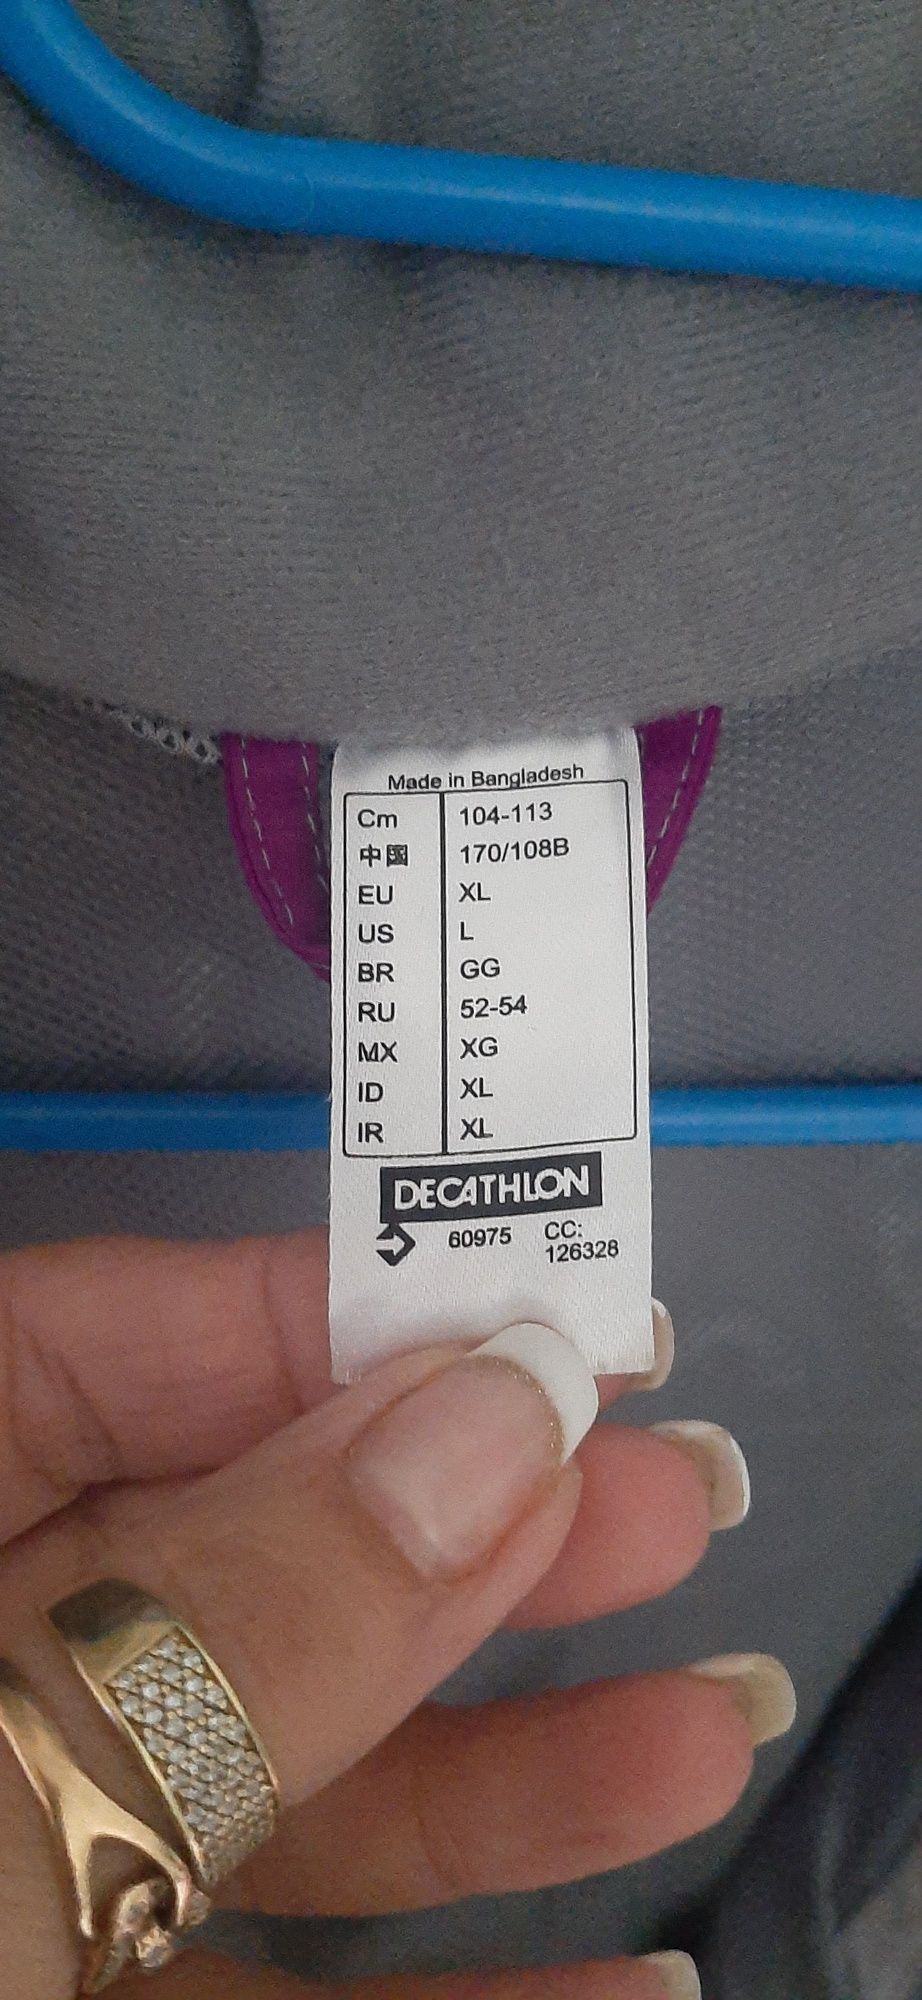 Made in Bangladesh
Cm 104-113
中國 170/108B
EU XL
US L
BR GG
RU 52-54
MX XG
ID XL
IR XL
DECATHLON
60975 CC:
126328